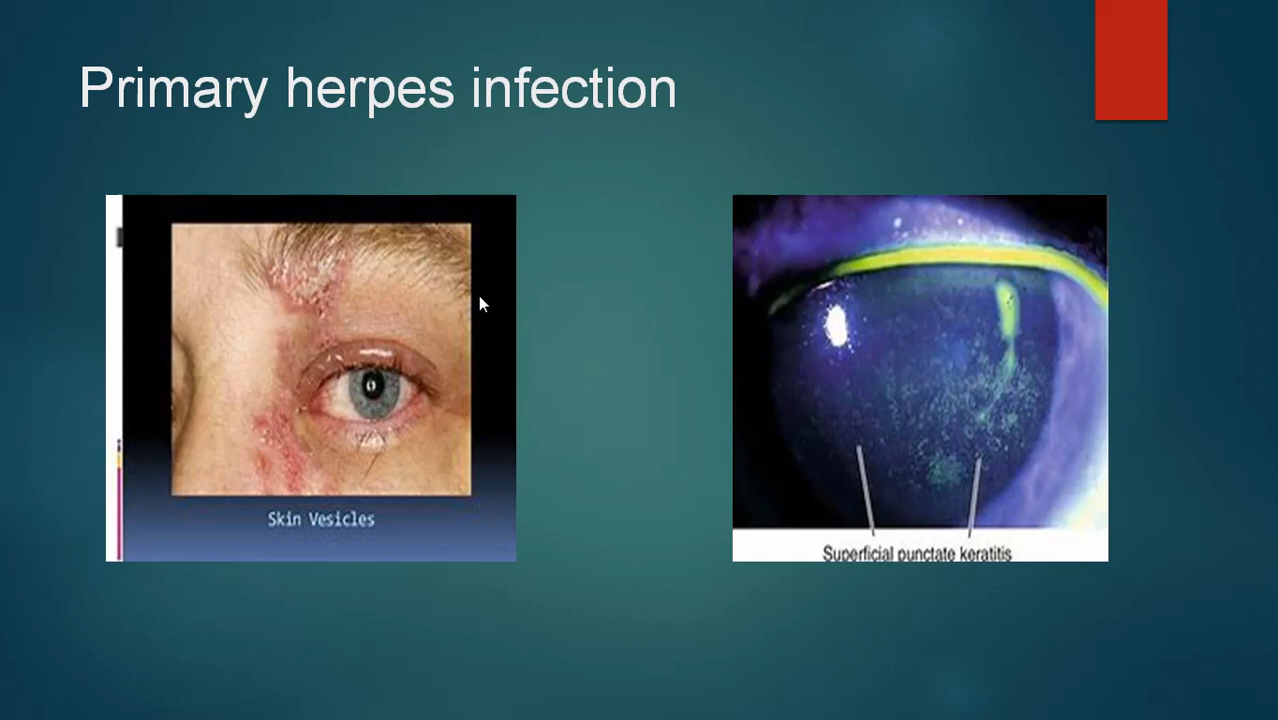 Primary herpes infection
Skin Vesicles
Superficial punctate keratitis